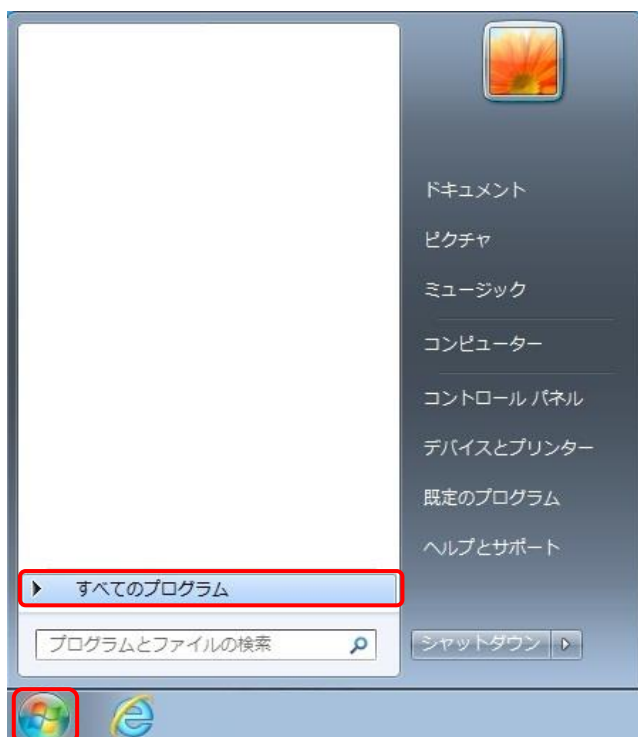 ドキュメント
ピクチャ
ミュージック
コンピューター
コントロール パネル
デバイスとプリンター
既定のプログラム
ヘルプとサポート
すべてのプログラム
プログラムとファイルの検索
シャットダウン